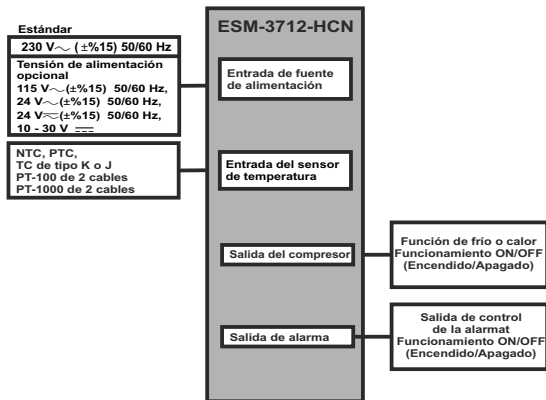 Estándar
230 V～ (±%15) 50/60 Hz
Tensión de alimentación
opcional
115 V～(±%15) 50/60 Hz,
24 V～(±%15) 50/60 Hz,
24 V⏦(±%15) 50/60 Hz,
10 - 30 V ⎓
NTC, PTC,
TC de tipo K o J
PT-100 de 2 cables
PT-1000 de 2 cables
ESM-3712-HCN
Entrada de fuente
de alimentación
Entrada del sensor
de temperatura
Salida del compresor
Función de frío o calor
Funcionamiento ON/OFF
(Encendido/Apagado)
Salida de alarma
Salida de control
de la alarmat
Funcionamiento ON/OFF
(Encendido/Apagado)